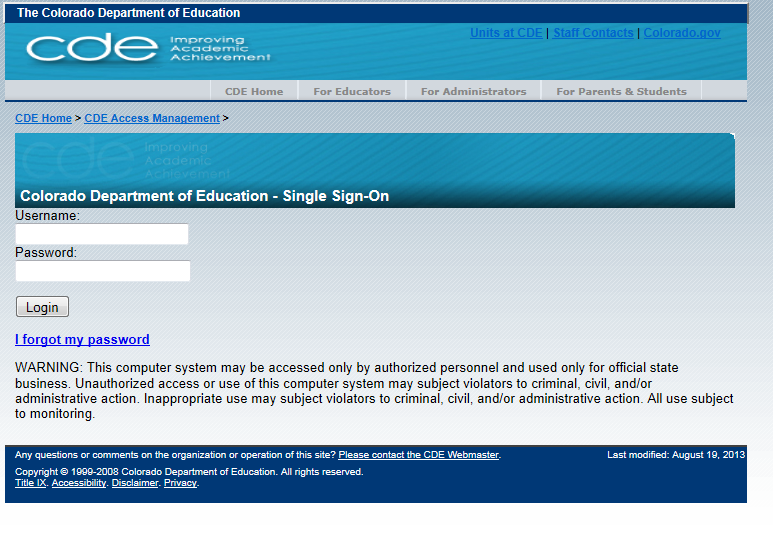 The Colorado Department of Education
cde Improving
Academic
Achievement
Units at CDE | Staff Contacts | Colorado.gov
CDE Home For Educators For Administrators For Parents & Students
CDE Home > CDE Access Management >
cde Improving
Academic
Achievement
Colorado Department of Education - Single Sign-On
Username:
Password:
Login
I forgot my password
WARNING: This computer system may be accessed only by authorized personnel and used only for official state
business. Unauthorized access or use of this computer system may subject violators to criminal, civil, and/or
administrative action. Inappropriate use may subject violators to criminal, civil, and/or administrative action. All use subject
to monitoring.
Any questions or comments on the organization or operation of this site? Please contact the CDE Webmaster. Last modified: August 19, 2013
Copyright © 1999-2008 Colorado Department of Education. All rights reserved.
Title IX. Accessibility. Disclaimer. Privacy.